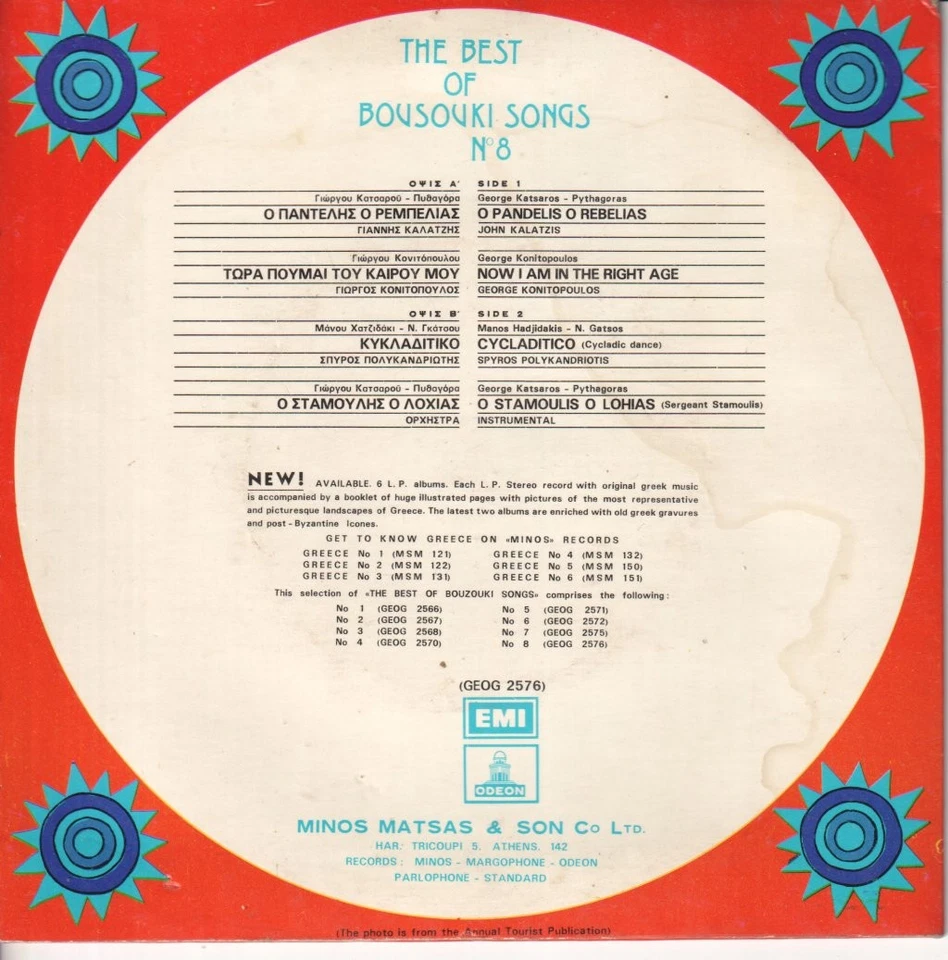 THE BEST
OF
BOUSOUKI SONGS
No 8
ΟΨΙΣ Α' SIDE 1
Γιώργου Κατσαρού - Πυθαγόρα George Katsaros - Pythagoras
Ο ΠΑΝΤΕΛΗΣ Ο ΡΕΜΠΕΛΙΑΣ O PANDELIS O REBELIAS
ΓΙΑΝΝΗΣ ΚΑΛΑΤΖΗΣ JOHN KALATZIS
Γιώργου Κονιτόπουλου George Konitopoulos
ΤΩΡΑ ΠΟΥΜΑΙ ΤΟΥ ΚΑΙΡΟΥ ΜΟΥ NOW I AM IN THE RIGHT AGE
ΓΙΩΡΓΟΣ ΚΟΝΙΤΟΠΟΥΛΟΣ GEORGE KONITOPOULOS
ΟΨΙΣ Β' SIDE 2
Μάνου Χατζιδάκι - Ν. Γκάτσου Manos Hadjidakis - N. Gatsos
ΚΥΚΛΑΔΙΤΙΚΟ CYCLADITICO (Cycladic dance)
ΣΠΥΡΟΣ ΠΟΛΥΚΑΝΔΡΙΩΤΗΣ SPYROS POLYKANDRIOTIS
Γιώργου Κατσαρού - Πυθαγόρα George Katsaros - Pythagoras
Ο ΣΤΑΜΟΥΛΗΣ Ο ΛΟΧΙΑΣ O STAMOULIS O LOHIAS (Sergeant Stamoulis)
ΟΡΧΗΣΤΡΑ INSTRUMENTAL
NEW! AVAILABLE. 6 L. P. albums. Each L. P. Stereo record with original greek music
is accompanied by a booklet of huge illustrated pages with pictures of the most representative
and picturesque landscapes of Greece. The latest two albums are enriched with old greek gravures
and post - Byzantine Icones.
GET TO KNOW GREECE ON «MINOS» RECORDS
GREECE No 1 (MSM 121) GREECE No 4 (MSM 132)
GREECE No 2 (MSM 122) GREECE No 5 (MSM 150)
GREECE No 3 (MSM 131) GREECE No 6 (MSM 151)
This selection of «THE BEST OF BOUZOUKI SONGS» comprises the following:
No 1 (GEOG 2566) No 5 (GEOG 2571)
No 2 (GEOG 2567) No 6 (GEOG 2572)
No 3 (GEOG 2568) No 7 (GEOG 2575)
No 4 (GEOG 2570) No 8 (GEOG 2576)
(GEOG 2576)
EMI
ODEON
MINOS MATSAS & SON Co LTD.
HAR. TRICOUPI 5, ATHENS. 142
RECORDS : MINOS - MARGOPHONE - ODEON
PARLOPHONE - STANDARD
(The photo is from the Annual Tourist Publication)